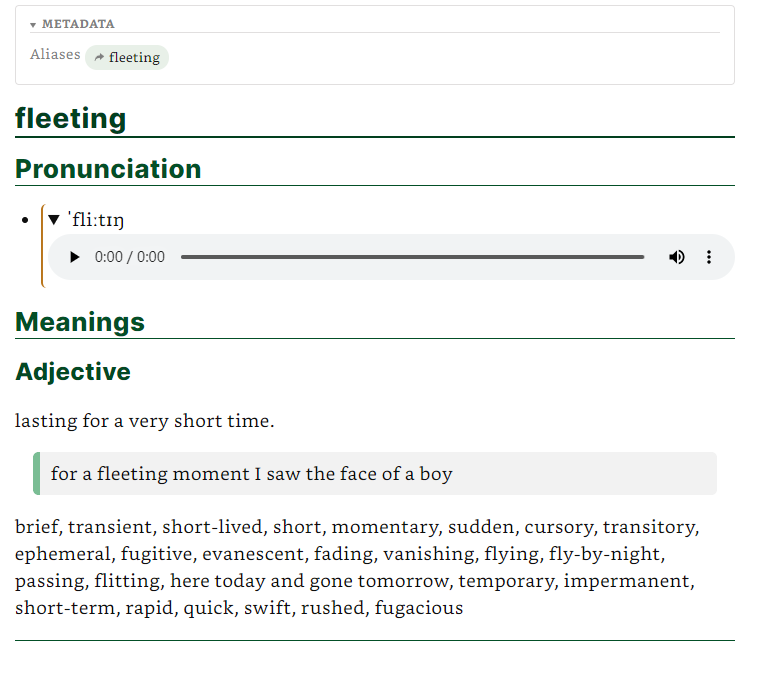 METADATA
Aliases fleeting
fleeting
Pronunciation
ˈfliːtɪŋ
0:00 / 0:00
Meanings
Adjective
lasting for a very short time.
for a fleeting moment I saw the face of a boy
brief, transient, short-lived, short, momentary, sudden, cursory, transitory,
ephemeral, fugitive, evanescent, fading, vanishing, flying, fly-by-night,
passing, flitting, here today and gone tomorrow, temporary, impermanent,
short-term, rapid, quick, swift, rushed, fugacious